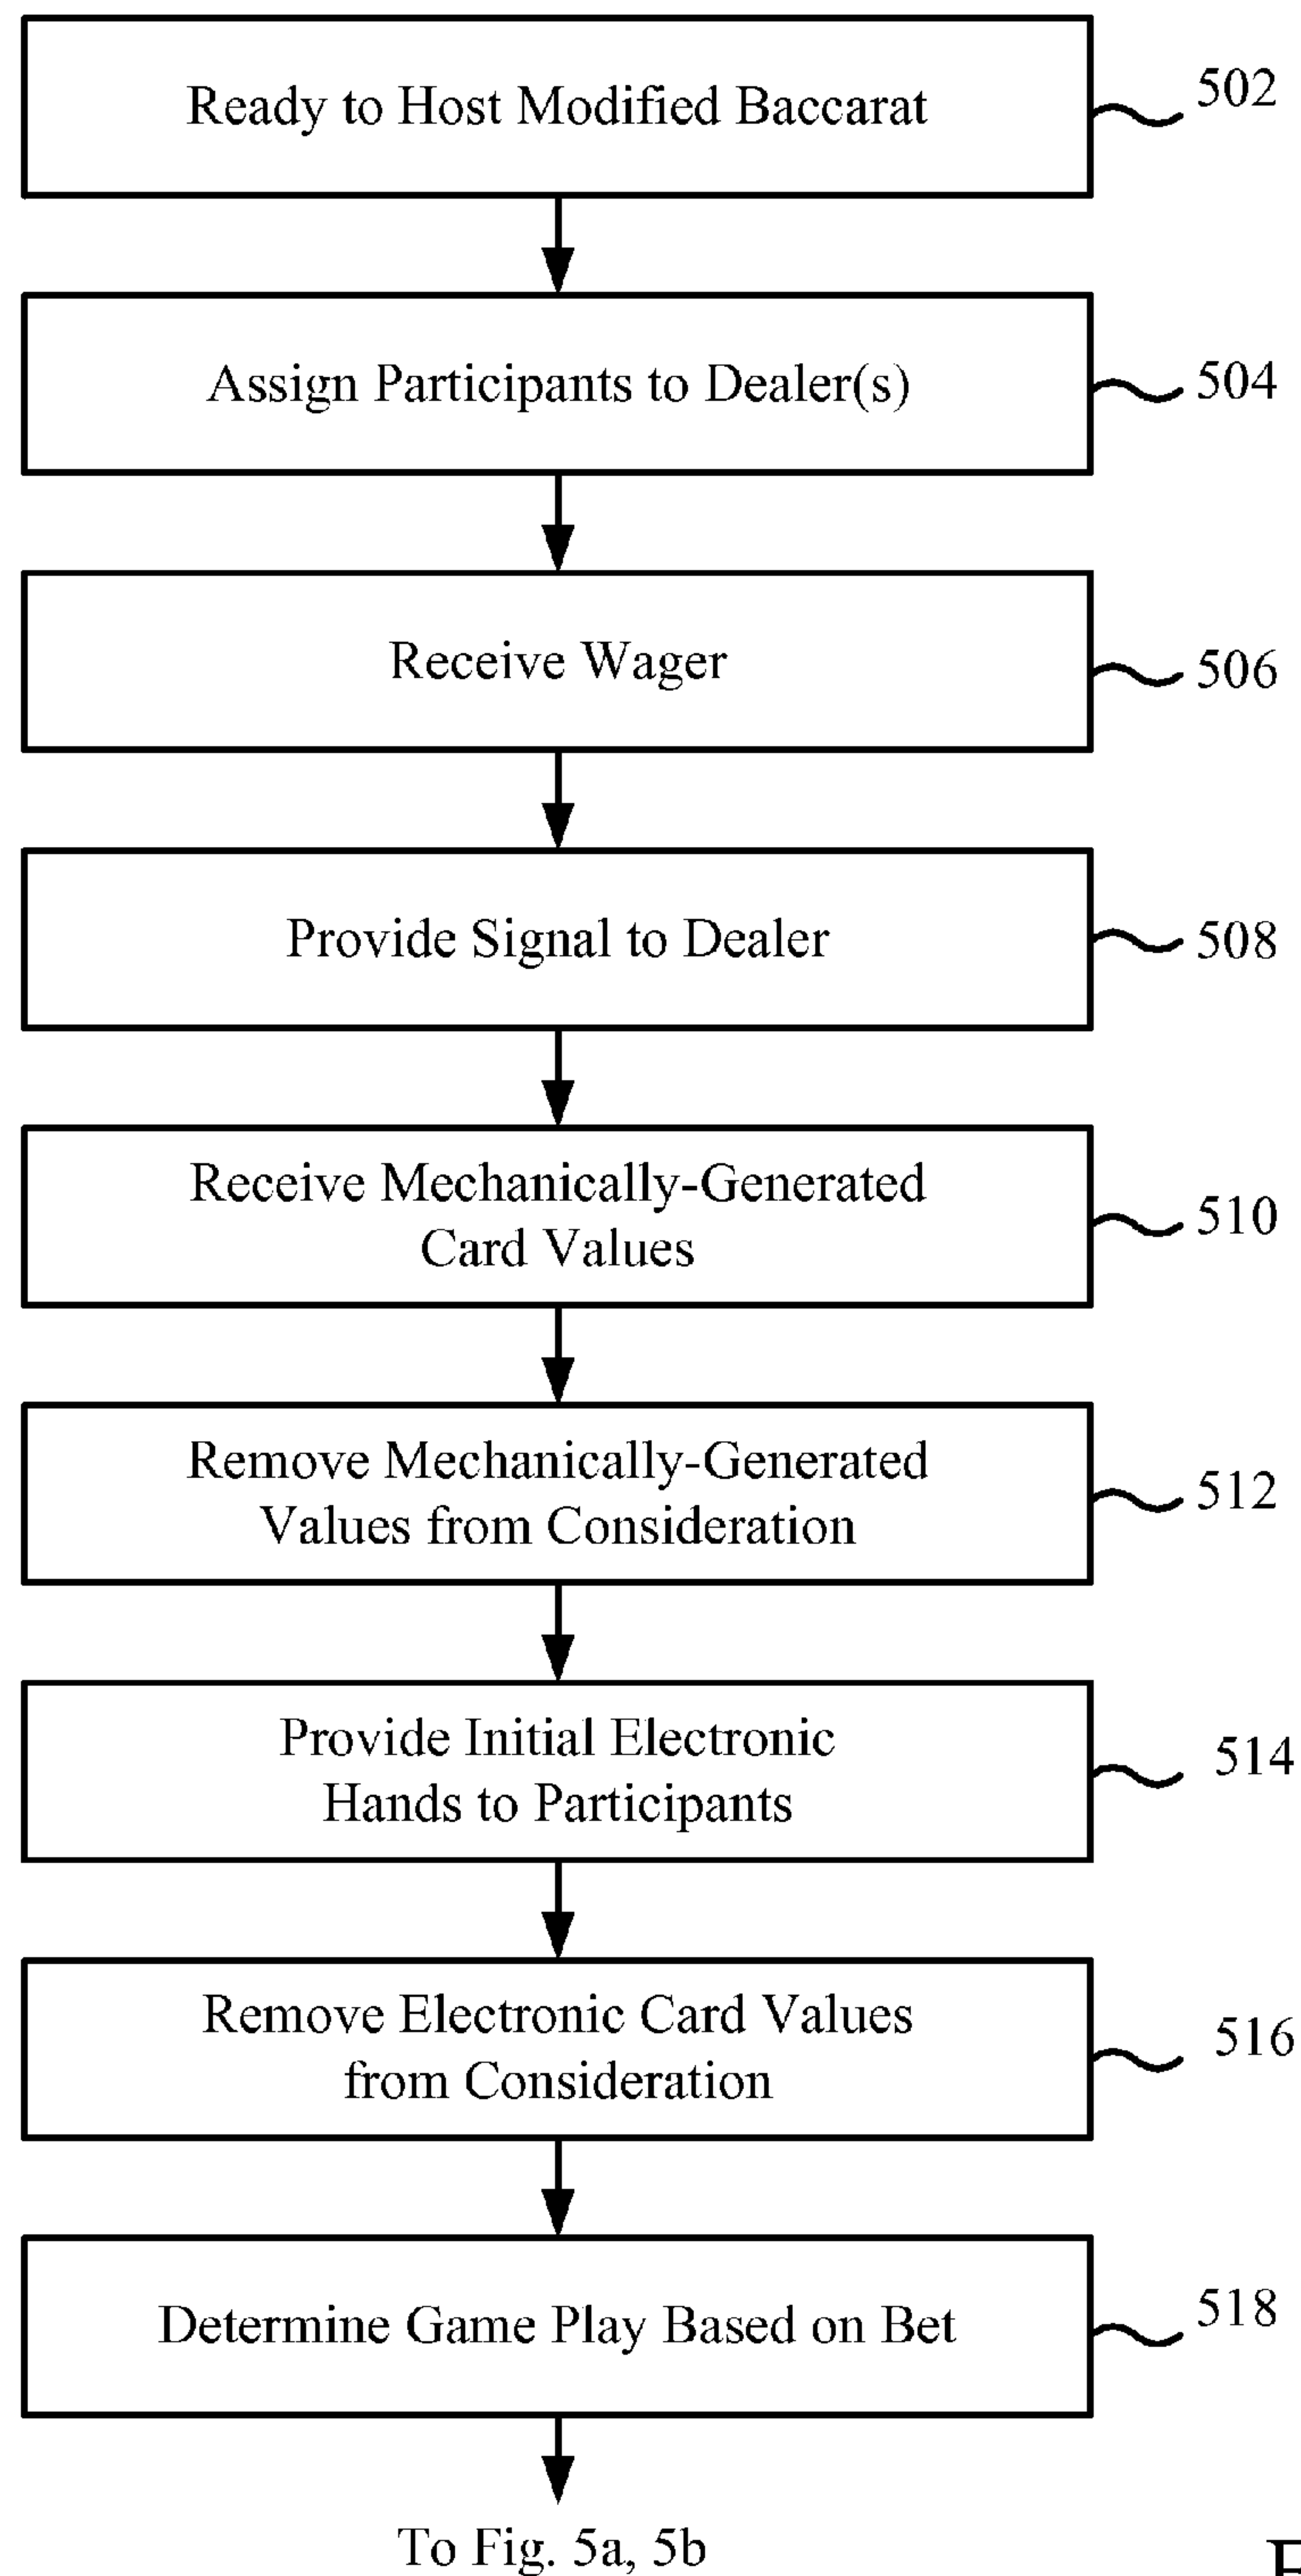 Ready to Host Modified Baccarat
502
Assign Participants to Dealer(s)
504
Receive Wager
506
Provide Signal to Dealer
508
Receive Mechanically-Generated
Card Values
510
Remove Mechanically-Generated
Values from Consideration
512
Provide Initial Electronic
Hands to Participants
514
Remove Electronic Card Values
from Consideration
516
Determine Game Play Based on Bet
518
To Fig. 5a, 5b